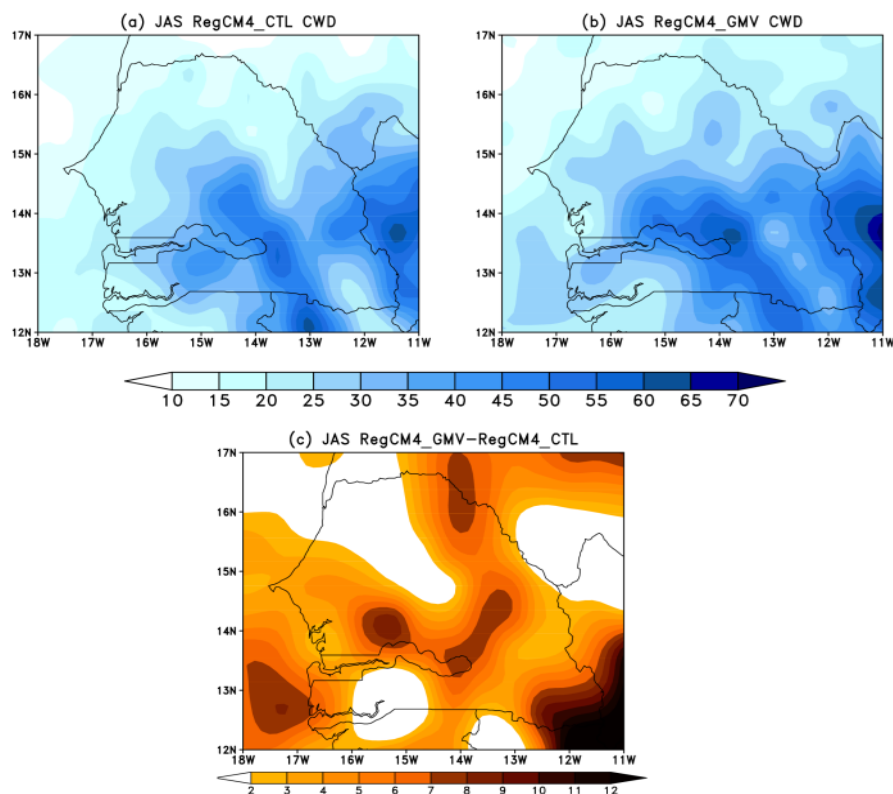 (a) JAS RegCM4_CTL CWD
(b) JAS RegCM4_GMV CWD
17N
16N
15N
14N
13N
12N
18W 17W 16W 15W 14W 13W 12W 11W
17N
16N
15N
14N
13N
12N
18W 17W 16W 15W 14W 13W 12W 11W
10 15 20 25 30 35 40 45 50 55 60 65 70
(c) JAS RegCM4_GMV-RegCM4_CTL
17N
16N
15N
14N
13N
12N
18W 17W 16W 15W 14W 13W 12W 11W
2 3 4 5 6 7 8 9 10 11 12